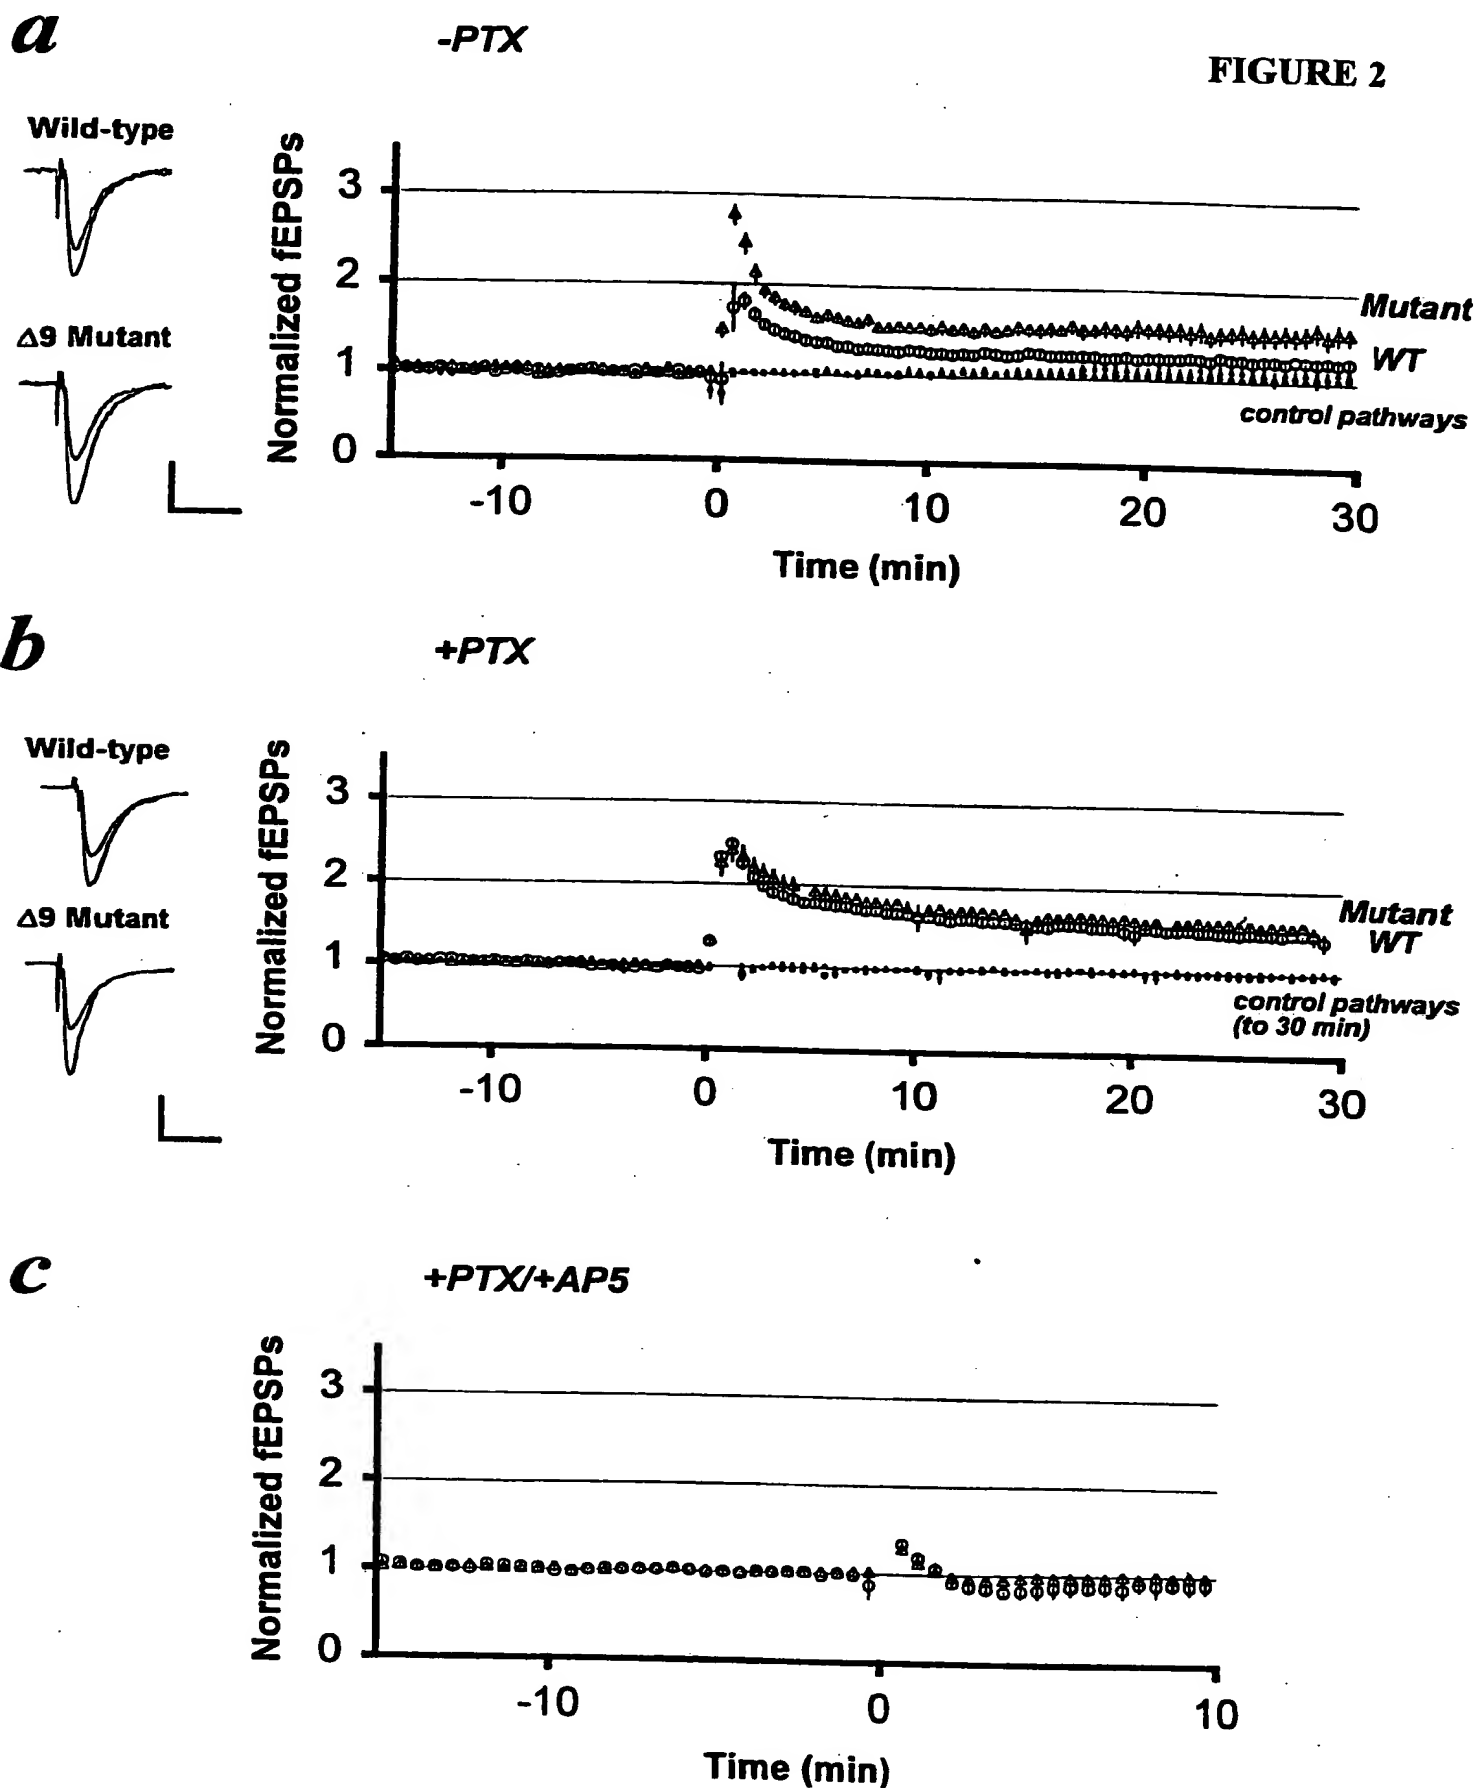 a
-PTX
FIGURE 2
Wild-type
Δ9 Mutant
Normalized fEPSPs
3
2
1
0
Mutant
WT
control pathways
-10
0
10
20
30
Time (min)
b
+PTX
Wild-type
Δ9 Mutant
Normalized fEPSPs
3
2
1
0
Mutant
WT
control pathways
(to 30 min)
-10
0
10
20
30
Time (min)
c
+PTX/+AP5
Normalized fEPSPs
3
2
1
0
-10
0
10
Time (min)